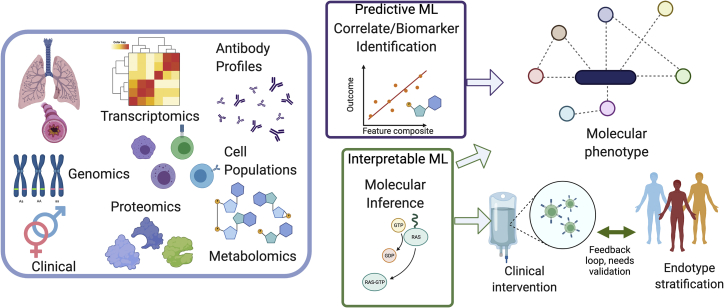 Antibody
Profiles
Transcriptomics
Cell
Populations
Genomics
Proteomics
Metabolomics
Clinical
Predictive ML
Correlate/Biomarker
Identification
Outcome
Feature composite
Interpretable ML
Molecular
Inference
GTP
RAS
GDP
RAS-GTP
Molecular
phenotype
Clinical
intervention
Feedback
loop, needs
validation
Endotype
stratification